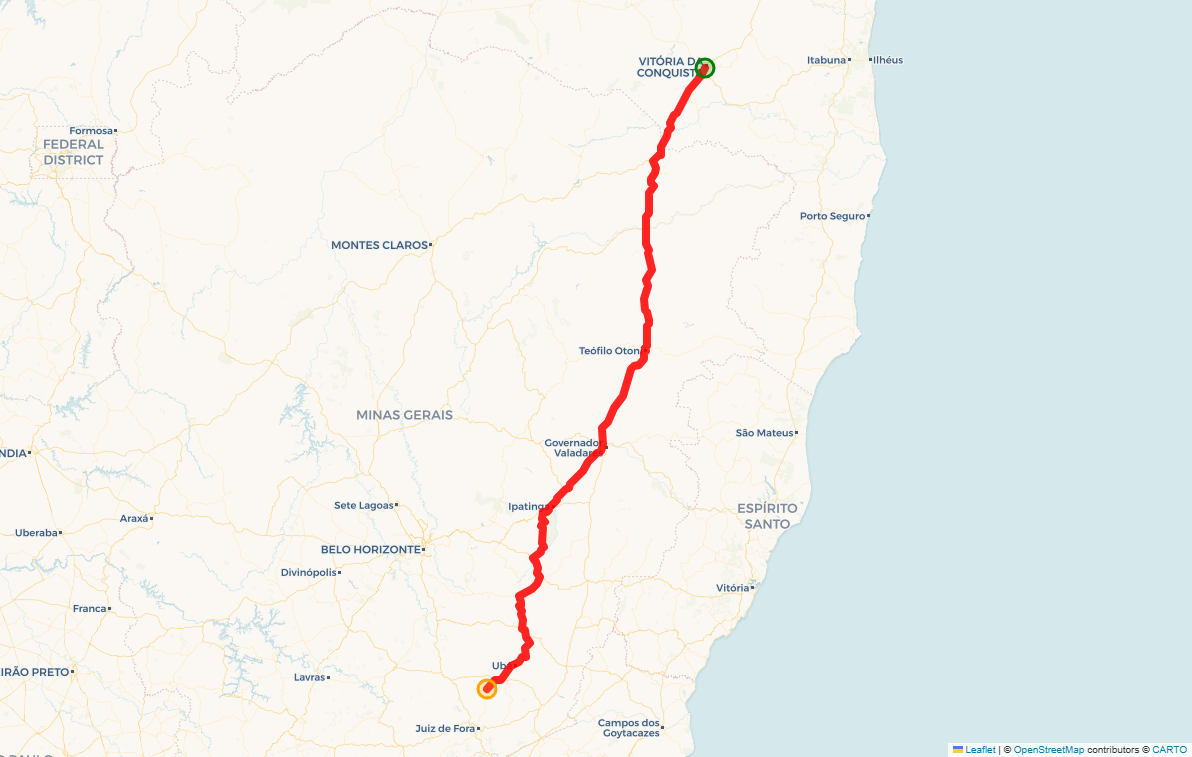 VITÓRIA DA
CONQUISTA
Itabuna
Ilhéus
Formosa
FEDERAL
DISTRICT
Porto Seguro
MONTES CLAROS
Teófilo Otoni
MINAS GERAIS
São Mateus
Governador
Valadares
NDIA
Sete Lagoas
Ipatinga
ESPÍRITO
SANTO
Araxá
Uberaba
BELO HORIZONTE
Divinópolis
Vitória
Franca
Ubá
IRÃO PRETO
Lavras
Juiz de Fora
Campos dos
Goytacazes
Leaflet | © OpenStreetMap contributors © CARTO